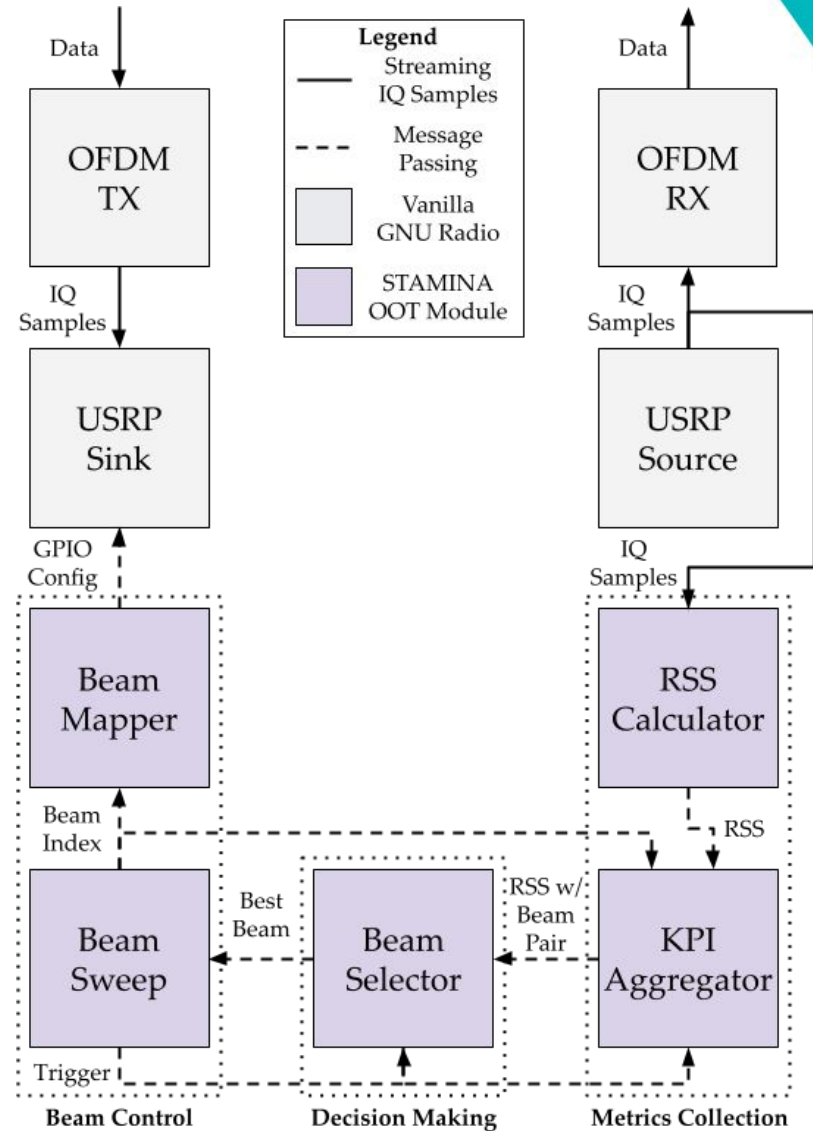 Data
OFDM
TX
IQ
Samples
USRP
Sink
GPIO
Config
Beam
Mapper
Beam
Index
Beam
Sweep
Trigger
Beam Control
Legend
Streaming
IQ Samples
Message
Passing
Vanilla
GNU Radio
STAMINA
OOT Module
Best
Beam
Beam
Selector
RSS w/
Beam
Pair
Decision Making
Data
OFDM
RX
IQ
Samples
USRP
Source
IQ
Samples
RSS
Calculator
RSS
KPI
Aggregator
Metrics Collection